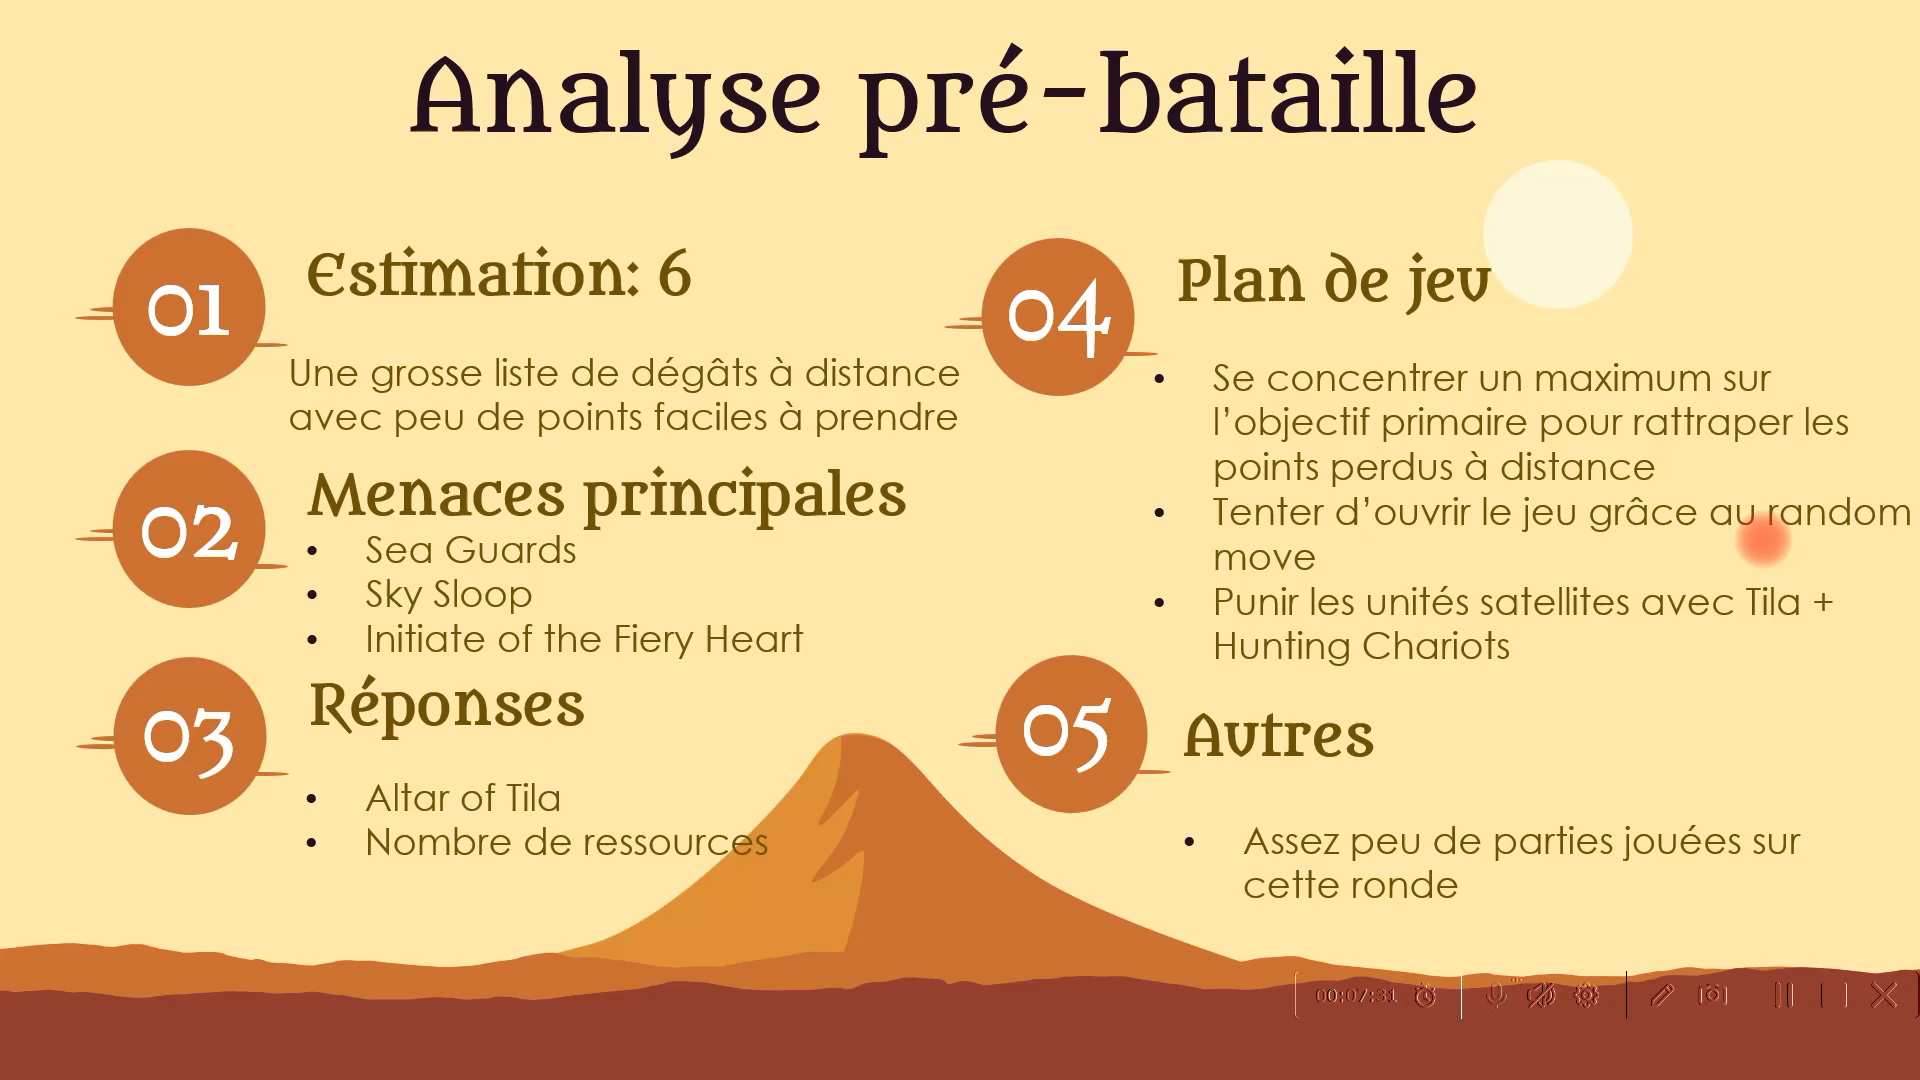 Analyse pré-bataille
01
Estimation: 6
Une grosse liste de dégâts à distance
avec peu de points faciles à prendre
02
Menaces principales
• Sea Guards
• Sky Sloop
• Initiate of the Fiery Heart
03
Réponses
• Altar of Tila
• Nombre de ressources
04
Plan de jeu
• Se concentrer un maximum sur
l’objectif primaire pour rattraper les
points perdus à distance
• Tenter d’ouvrir le jeu grâce au random
move
• Punir les unités satellites avec Tila +
Hunting Chariots
05
Autres
• Assez peu de parties jouées sur
cette ronde
00:07:31